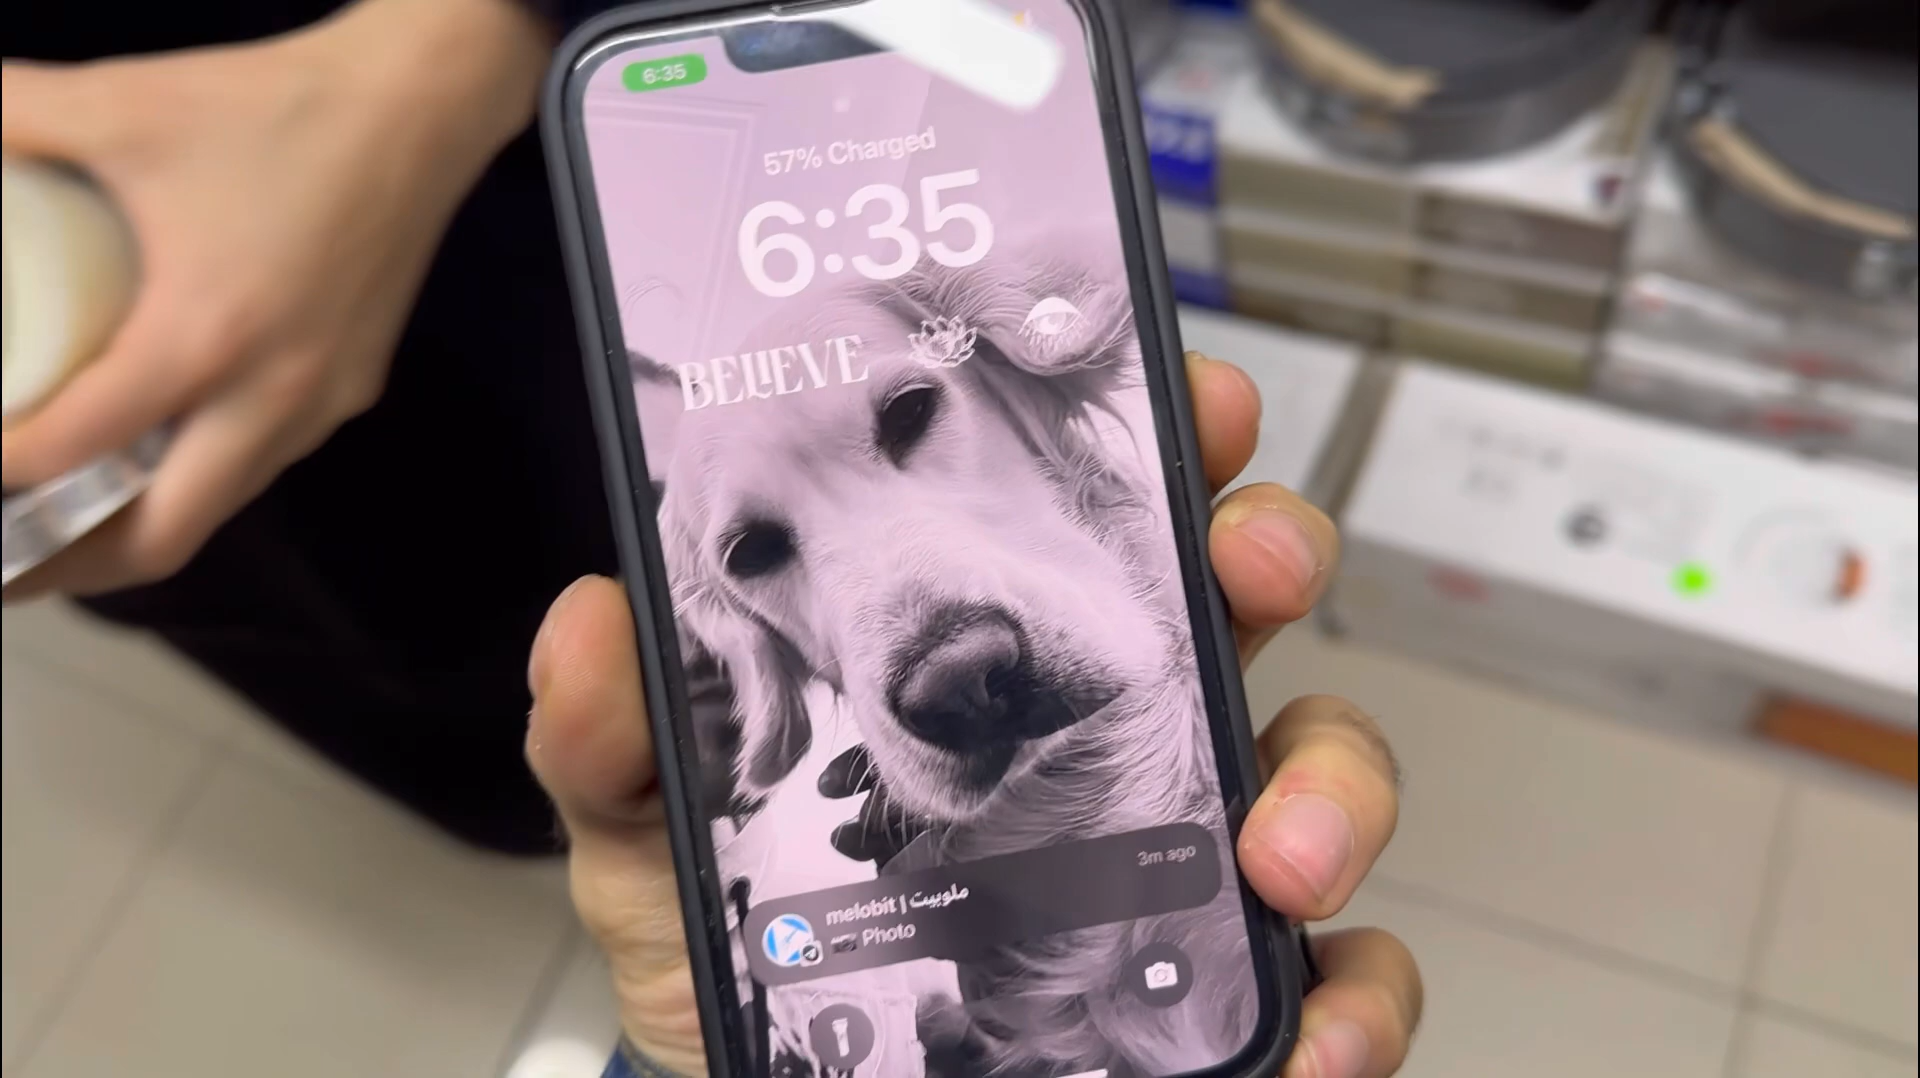 6:35
57% Charged
6:35
BELIEVE
3m ago
melobit | ملوبیت
Photo